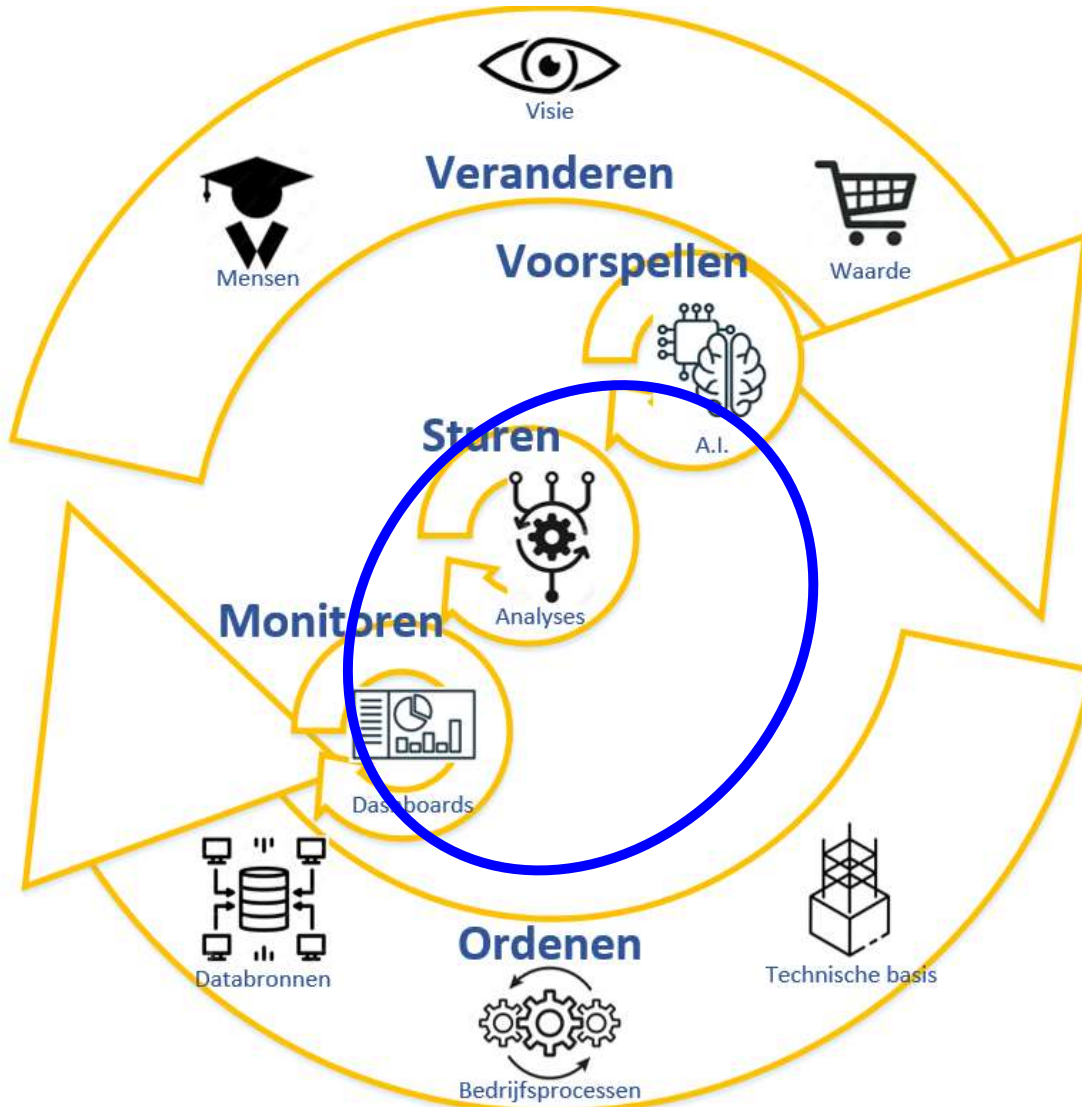 Visie
Veranderen
Mensen
Waarde
Voorspellen
A.I.
Sturen
Analyses
Monitoren
Dashboards
Databronnen
Ordenen
Technische basis
Bedrijfsprocessen